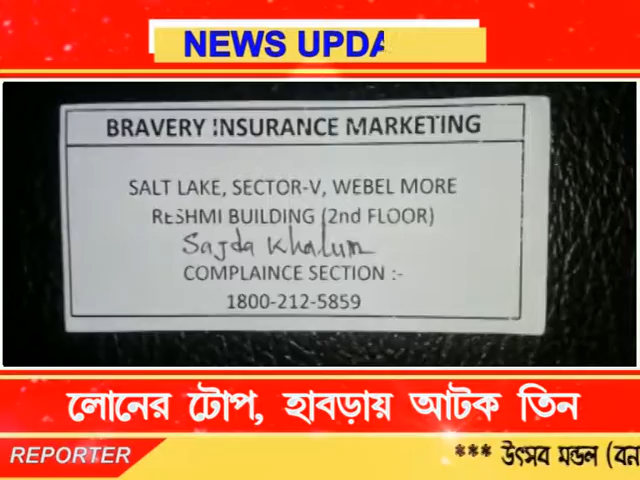 NEWS UPDA
BRAVERY INSURANCE MARKETING
SALT LAKE, SECTOR-V, WEBEL MORE
RESHMI BUILDING (2nd FLOOR)
Sajda Khatun
COMPLAINCE SECTION :-
1800-212-5859
লোনের টোপ, হাবড়ায় আটক তিন
REPORTER
*** উৎসব মন্ডল (বন